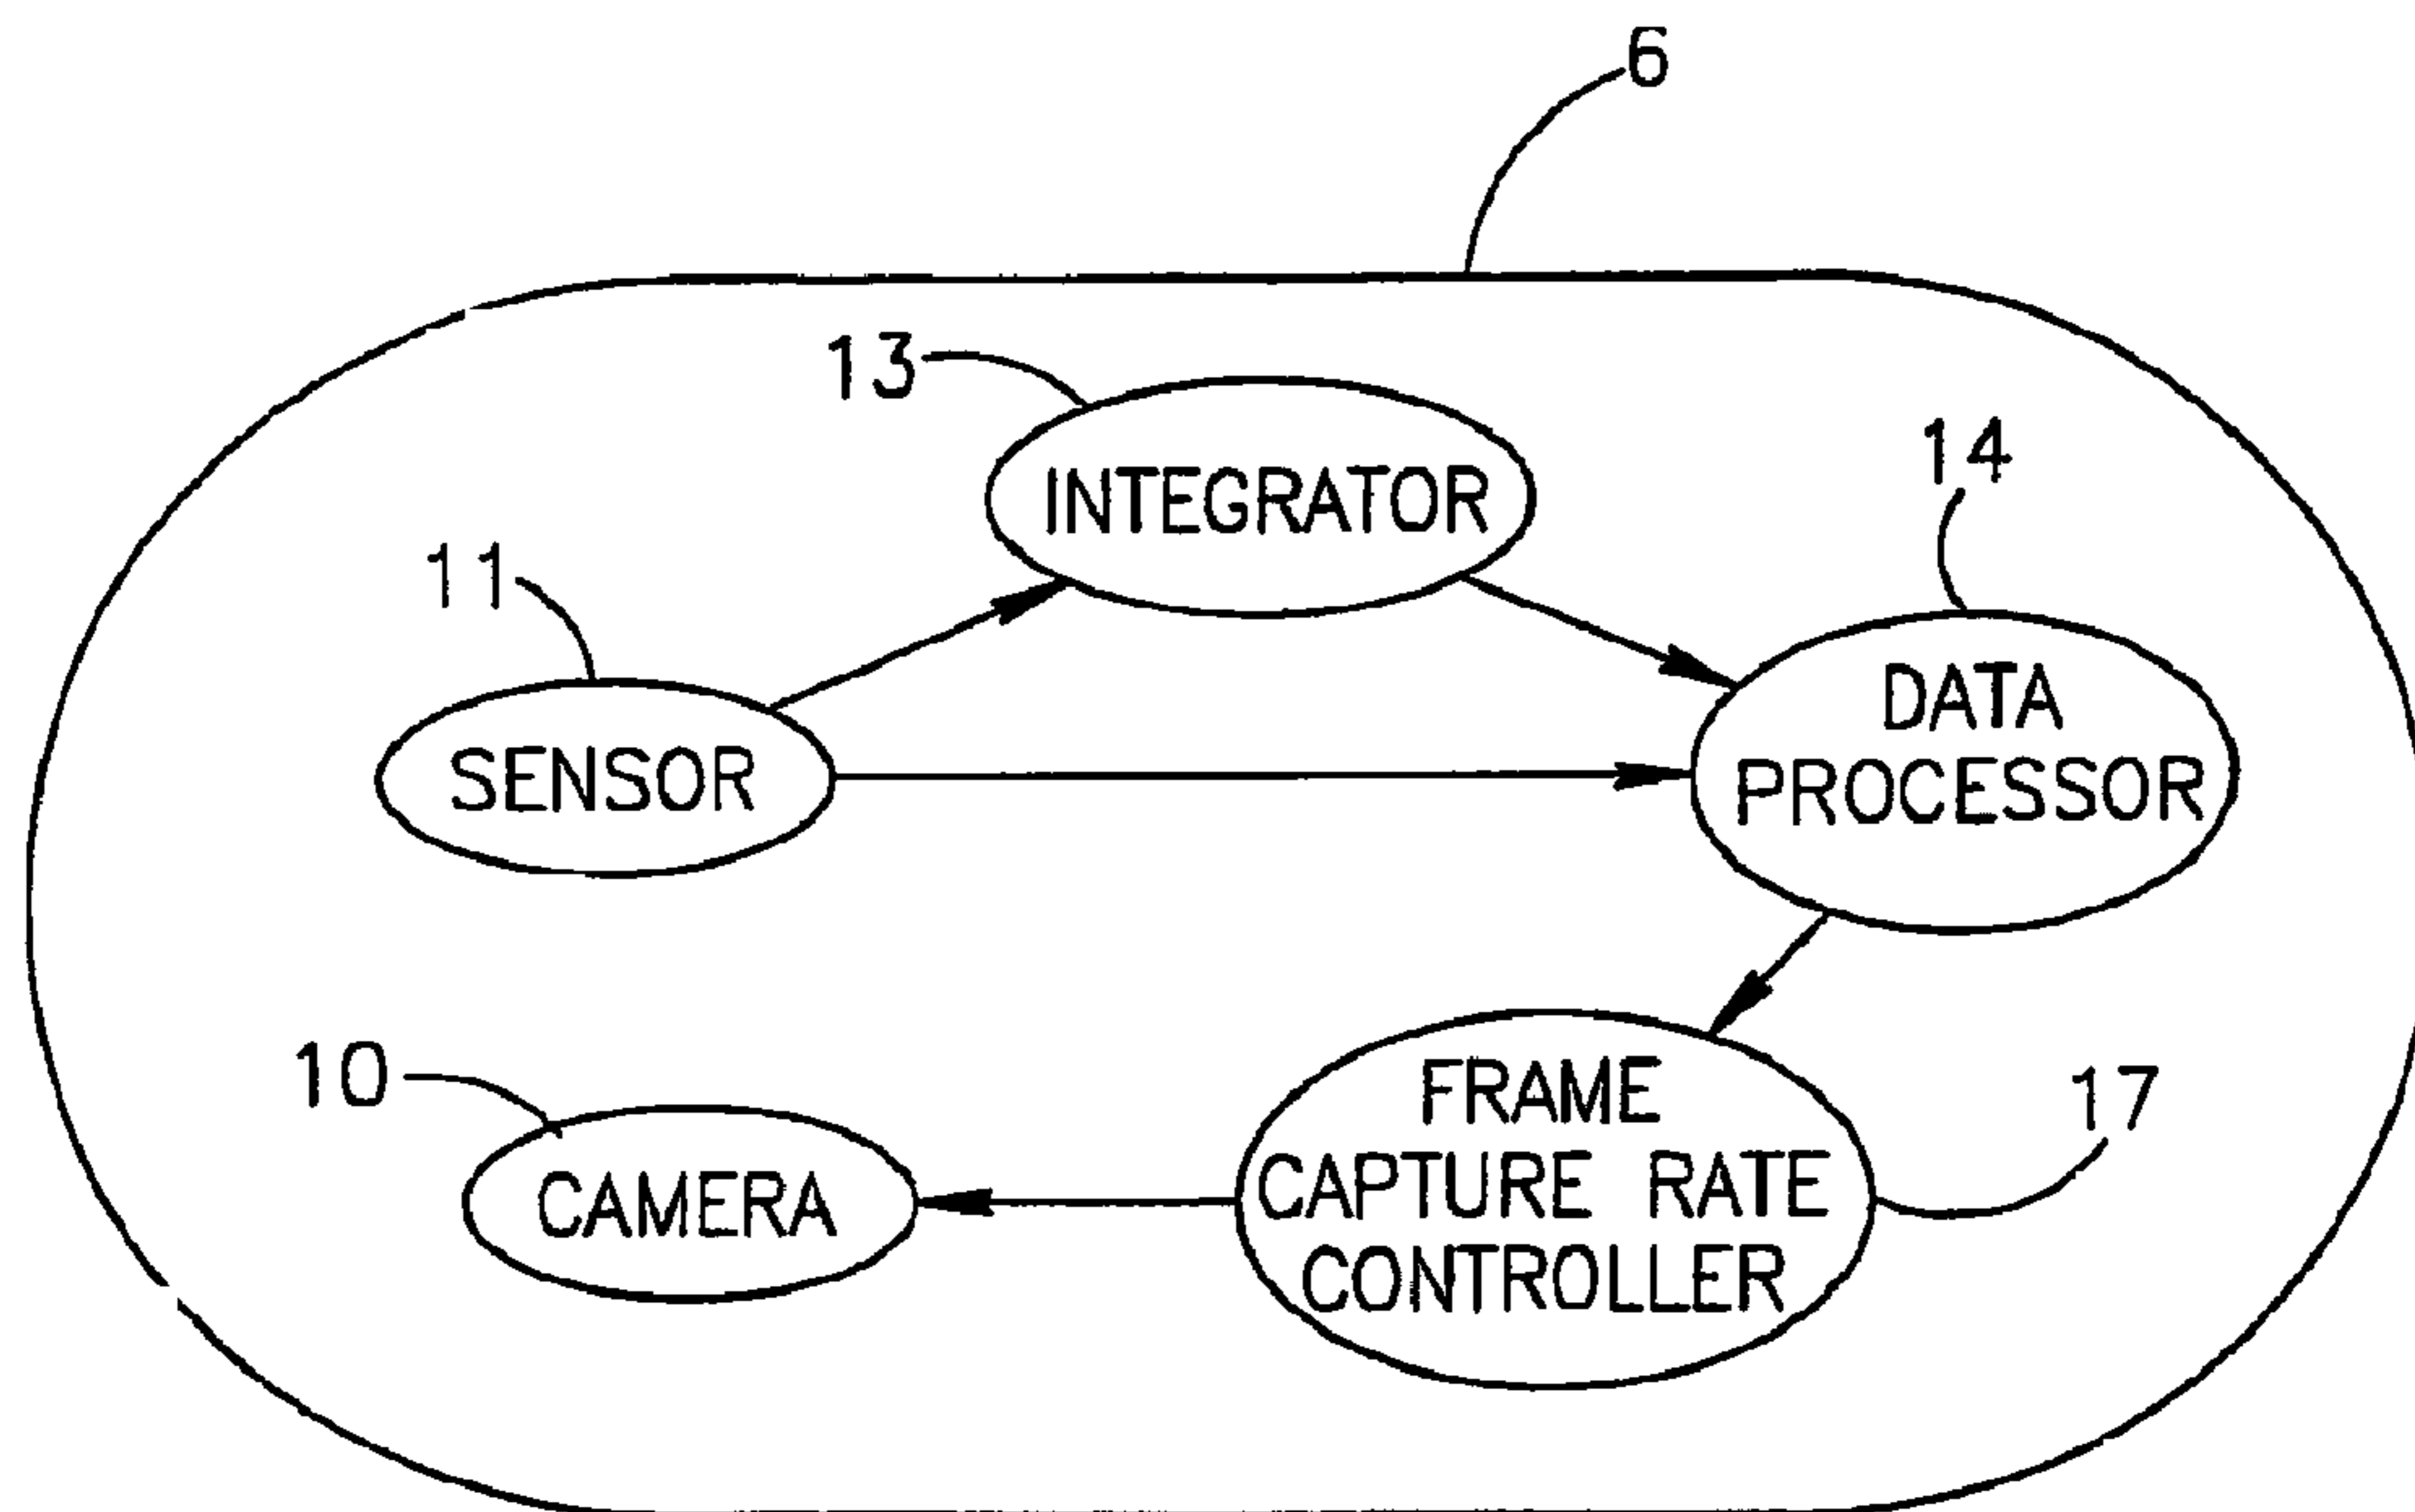 6
13
INTEGRATOR
14
11
DATA
PROCESSOR
SENSOR
10
CAMERA
FRAME
CAPTURE RATE
CONTROLLER
17